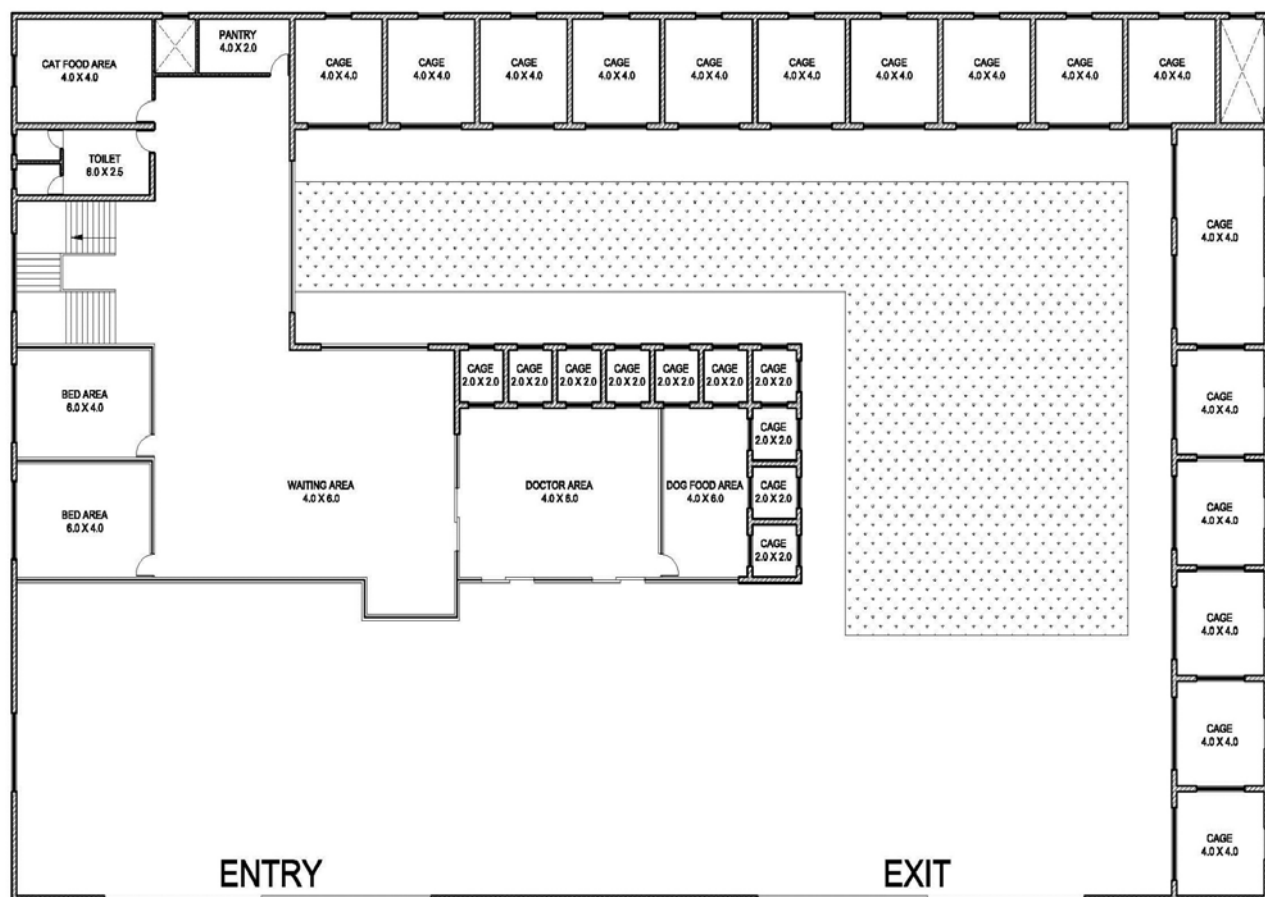 CAT FOOD AREA
4.0 X 4.0
PANTRY
4.0 X 2.0
CAGE
4.0 X 4.0
CAGE
4.0 X 4.0
CAGE
4.0 X 4.0
CAGE
4.0 X 4.0
CAGE
4.0 X 4.0
CAGE
4.0 X 4.0
CAGE
4.0 X 4.0
CAGE
4.0 X 4.0
CAGE
4.0 X 4.0
CAGE
4.0 X 4.0
TOILET
6.0 X 2.5
CAGE
4.0 X 4.0
BED AREA
6.0 X 4.0
CAGE
2.0 X 2.0
CAGE
2.0 X 2.0
CAGE
2.0 X 2.0
CAGE
2.0 X 2.0
CAGE
2.0 X 2.0
CAGE
2.0 X 2.0
CAGE
2.0 X 2.0
CAGE
4.0 X 4.0
CAGE
2.0 X 2.0
BED AREA
6.0 X 4.0
WAITING AREA
4.0 X 6.0
DOCTOR AREA
4.0 X 6.0
DOG FOOD AREA
4.0 X 6.0
CAGE
2.0 X 2.0
CAGE
4.0 X 4.0
CAGE
2.0 X 2.0
CAGE
4.0 X 4.0
CAGE
4.0 X 4.0
CAGE
4.0 X 4.0
ENTRY
EXIT